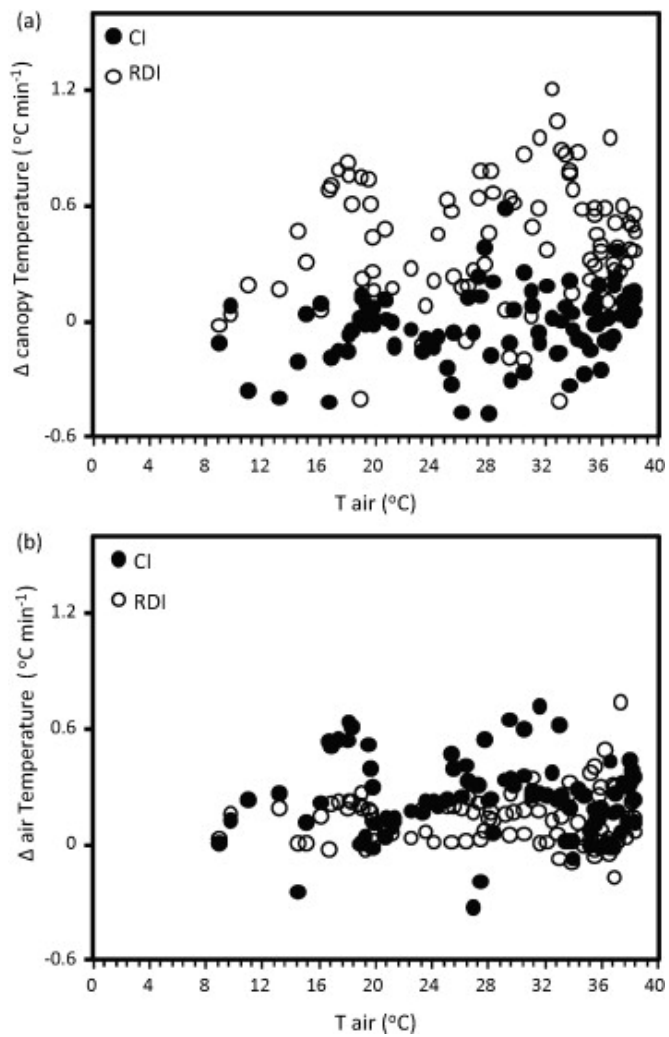 (a)
CI
RDI
1.2
0.6
0
-0.6
Δ canopy Temperature ( °C min⁻¹)
0 4 8 12 16 20 24 28 32 36 40
T air (°C)
(b)
CI
RDI
1.2
0.6
0
-0.6
Δ air Temperature ( °C min⁻¹)
0 4 8 12 16 20 24 28 32 36 40
T air (°C)